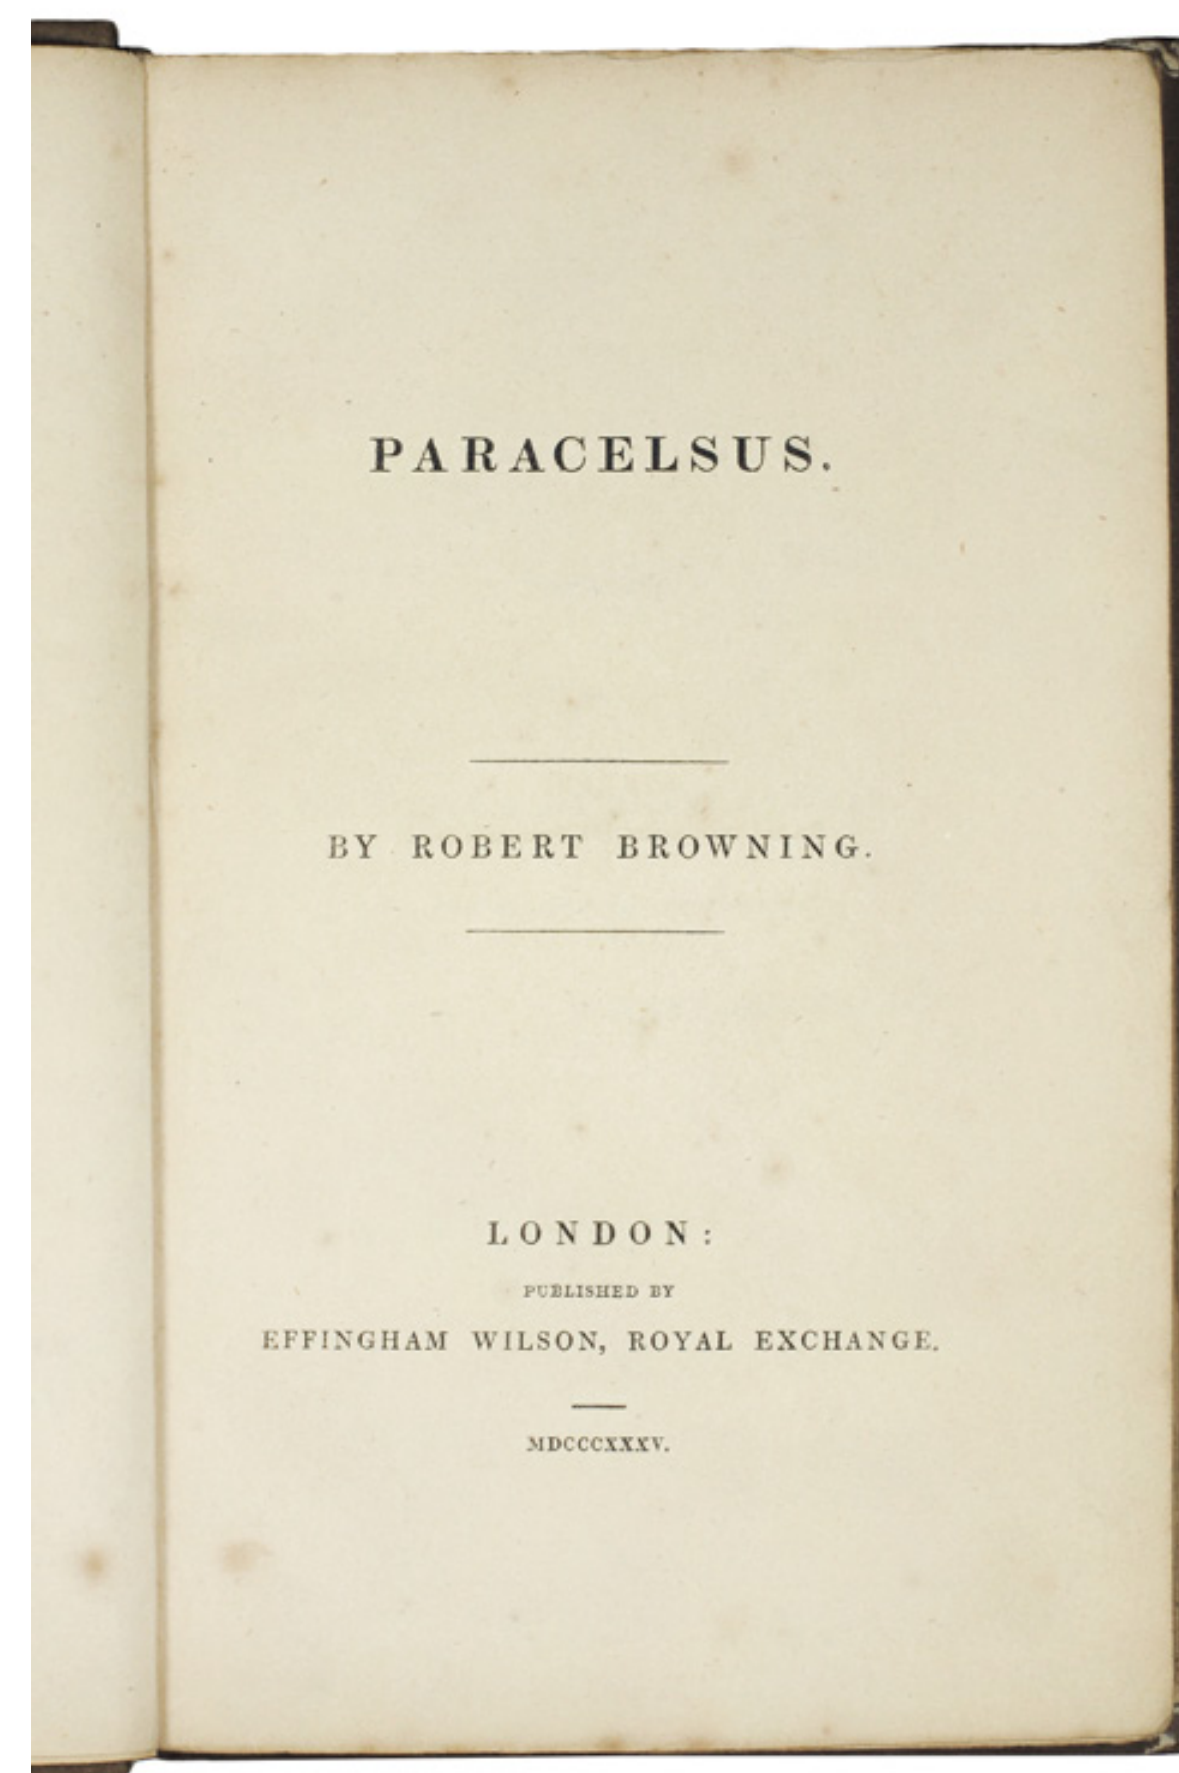 PARACELSUS.
BY ROBERT BROWNING.
LONDON:
PUBLISHED BY
EFFINGHAM WILSON, ROYAL EXCHANGE.
MDCCCXXXV.